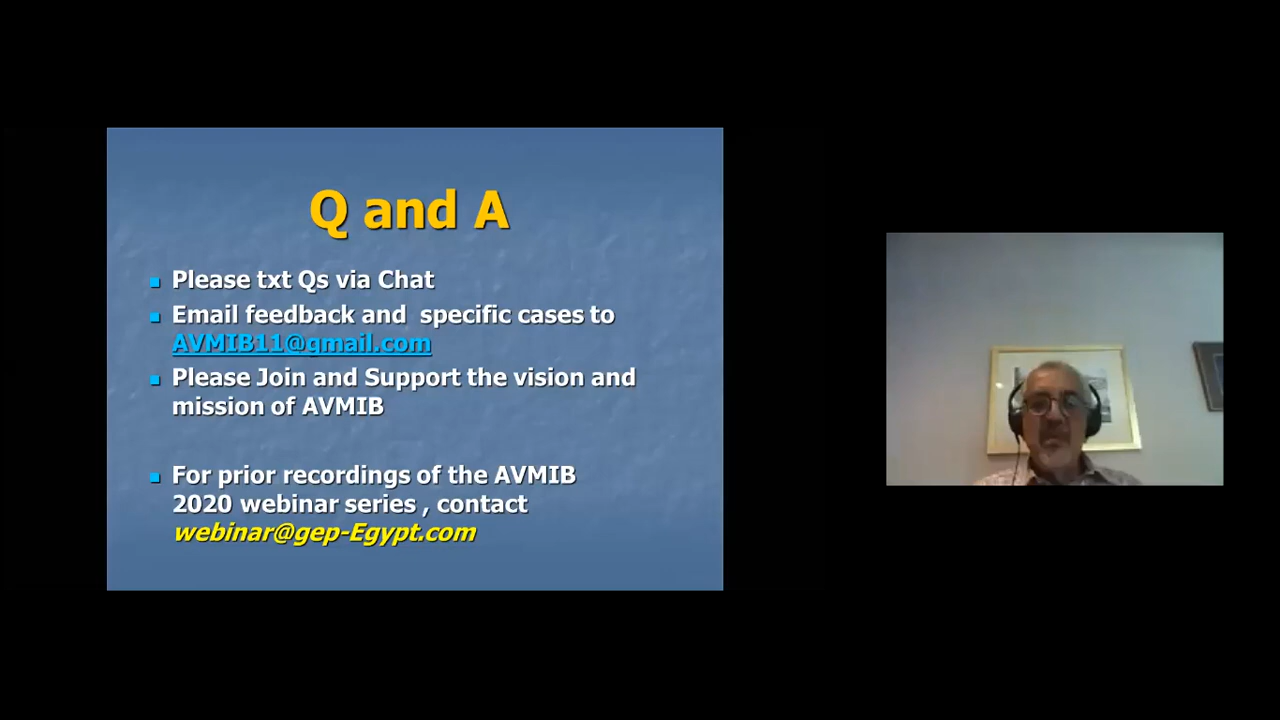 Q and A
Please txt Qs via Chat
Email feedback and specific cases to
AVMIB11@gmail.com
Please Join and Support the vision and
mission of AVMIB
For prior recordings of the AVMIB
2020 webinar series , contact
webinar@gep-Egypt.com